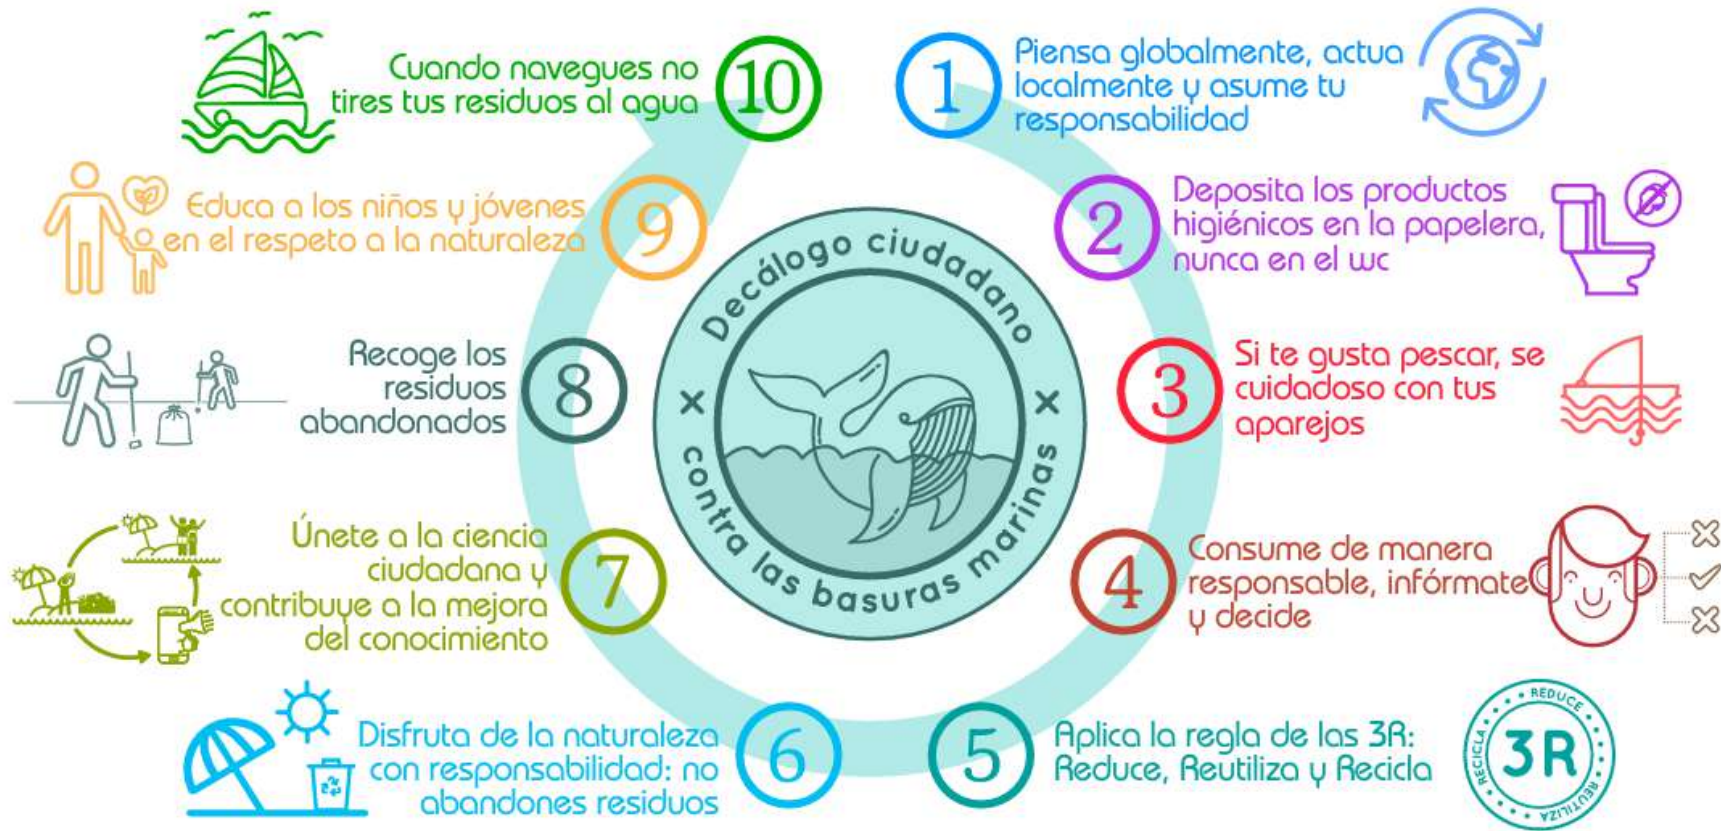 Decálogo ciudadano
contra las basuras marinas
1
Piensa globalmente, actua
localmente y asume tu
responsabilidad
2
Deposita los productos
higiénicos en la papelera,
nunca en el wc
3
Si te gusta pescar, se
cuidadoso con tus
aparejos
4
Consume de manera
responsable, infórmate
y decide
5
Aplica la regla de las 3R:
Reduce, Reutiliza y Recicla
REDUCE
REUTILIZA
RECICLA
3R
6
Disfruta de la naturaleza
con responsabilidad: no
abandones residuos
7
Únete a la ciencia
ciudadana y
contribuye a la mejora
del conocimiento
8
Recoge los
residuos
abandonados
9
Educa a los niños y jóvenes
en el respeto a la naturaleza
10
Cuando navegues no
tires tus residuos al agua